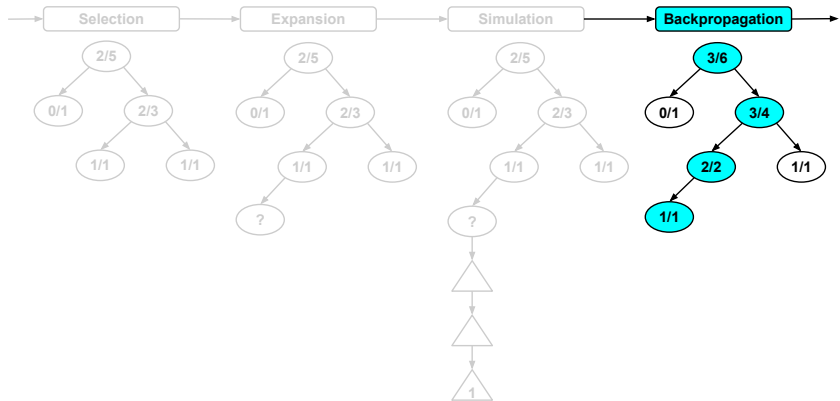 Selection Expansion Simulation Backpropagation
2/5 2/5 2/5 3/6
0/1 2/3 0/1 2/3 0/1 2/3 0/1 3/4
1/1 1/1 1/1 1/1 1/1 1/1 2/2 1/1
? ? 1/1
1